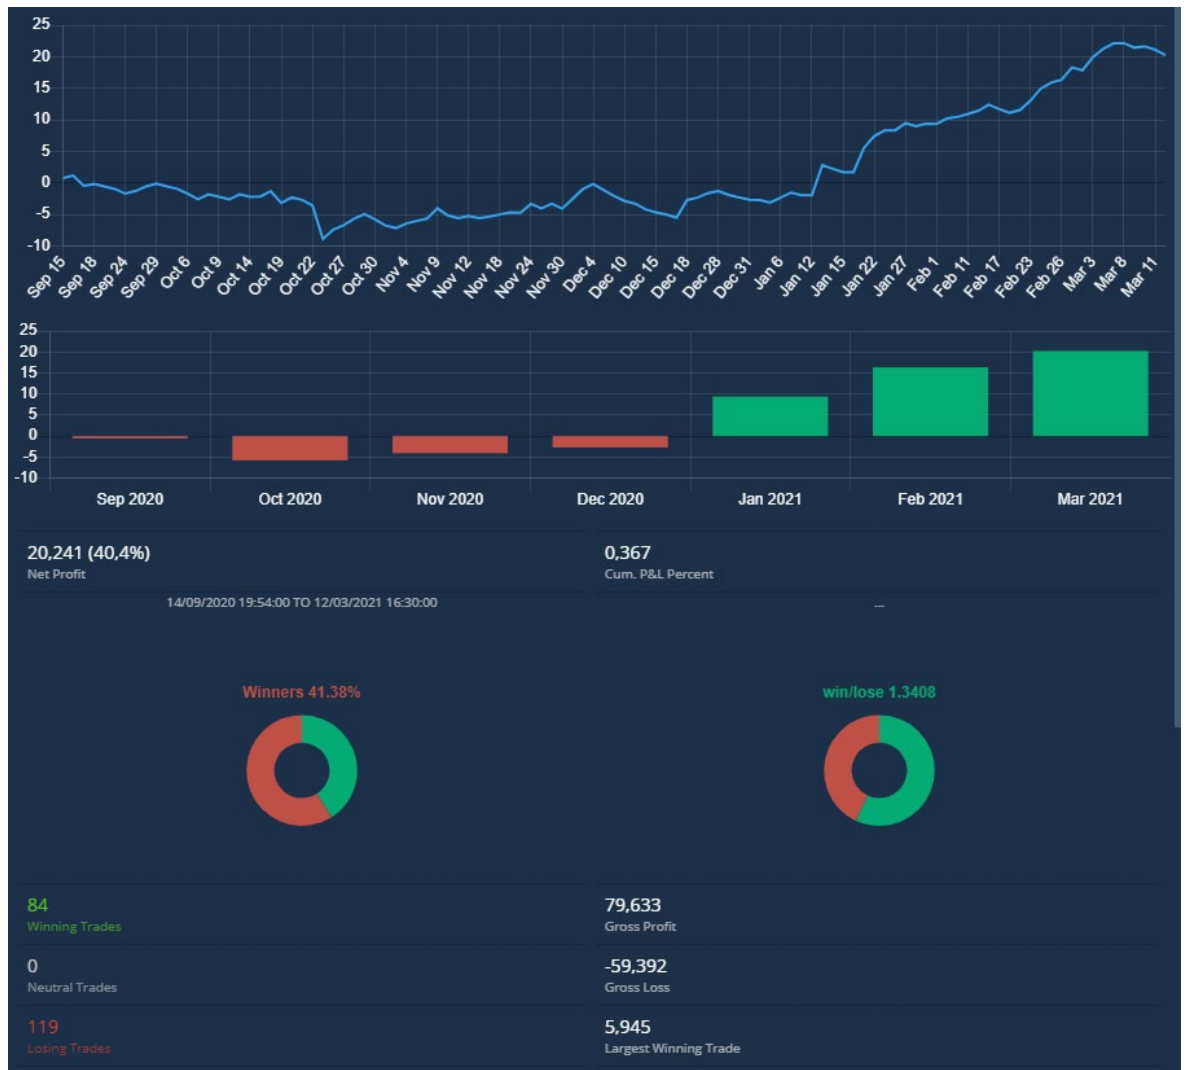 25
20
15
10
5
0
-5
-10
Sep 15 Sep 18 Sep 24 Sep 29 Oct 6 Oct 9 Oct 14 Oct 19 Oct 22 Oct 27 Oct 30 Nov 4 Nov 9 Nov 12 Nov 18 Nov 24 Nov 30 Dec 4 Dec 10 Dec 15 Dec 18 Dec 28 Dec 31 Jan 6 Jan 12 Jan 15 Jan 22 Jan 27 Feb 1 Feb 11 Feb 17 Feb 23 Feb 26 Mar 3 Mar 8 Mar 11
25
20
15
10
5
0
-5
-10
Sep 2020 Oct 2020 Nov 2020 Dec 2020 Jan 2021 Feb 2021 Mar 2021
20,241 (40,4%)
Net Profit
0,367
Cum. P&L Percent
14/09/2020 19:54:00 TO 12/03/2021 16:30:00
...
Winners 41.38%
win/lose 1.3408
84
Winning Trades
79,633
Gross Profit
0
Neutral Trades
-59,392
Gross Loss
119
Losing Trades
5,945
Largest Winning Trade